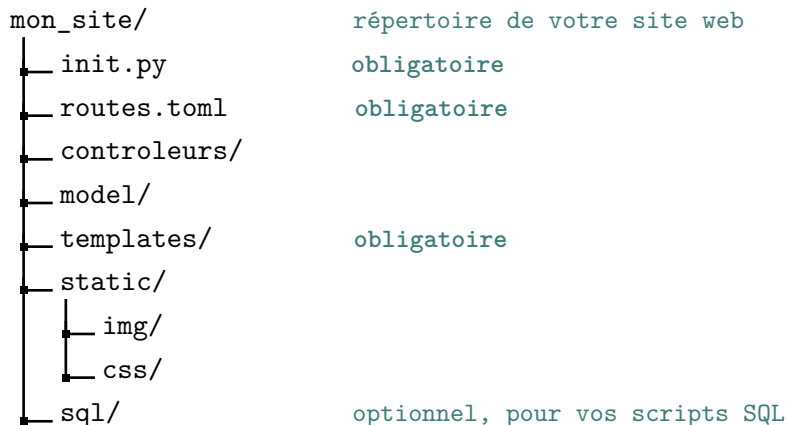 mon_site/ répertoire de votre site web
init.py obligatoire
routes.toml obligatoire
controleurs/
model/
templates/ obligatoire
static/
img/
css/
sql/ optionnel, pour vos scripts SQL